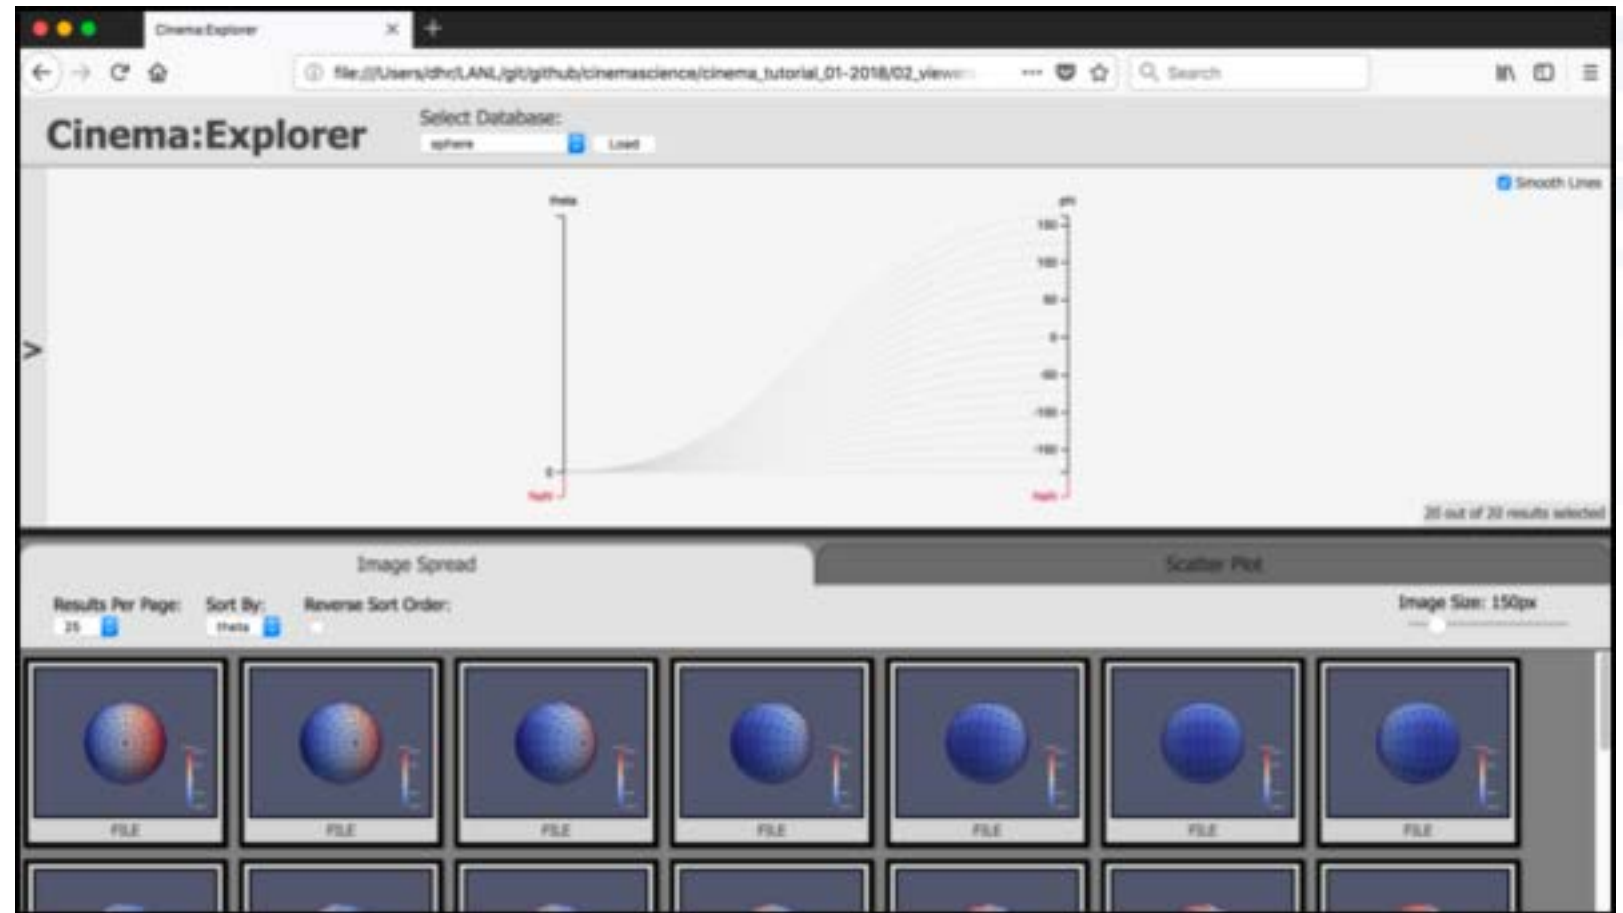 Cinema:Explorer
file:///Users/dhr/LANL/git/github/cinemascience/cinema_tutorial_01-2018/02_viewer
Search
Cinema:Explorer
Select Database:
sphere
Load
Smooth Lines
theta
phi
150
100
50
0
-50
-100
-150
0
NaN
NaN
20 out of 20 results selected
Image Spread
Scatter Plot
Results Per Page:
Sort By:
Reverse Sort Order:
Image Size: 150px
25
theta
FILE
FILE
FILE
FILE
FILE
FILE
FILE